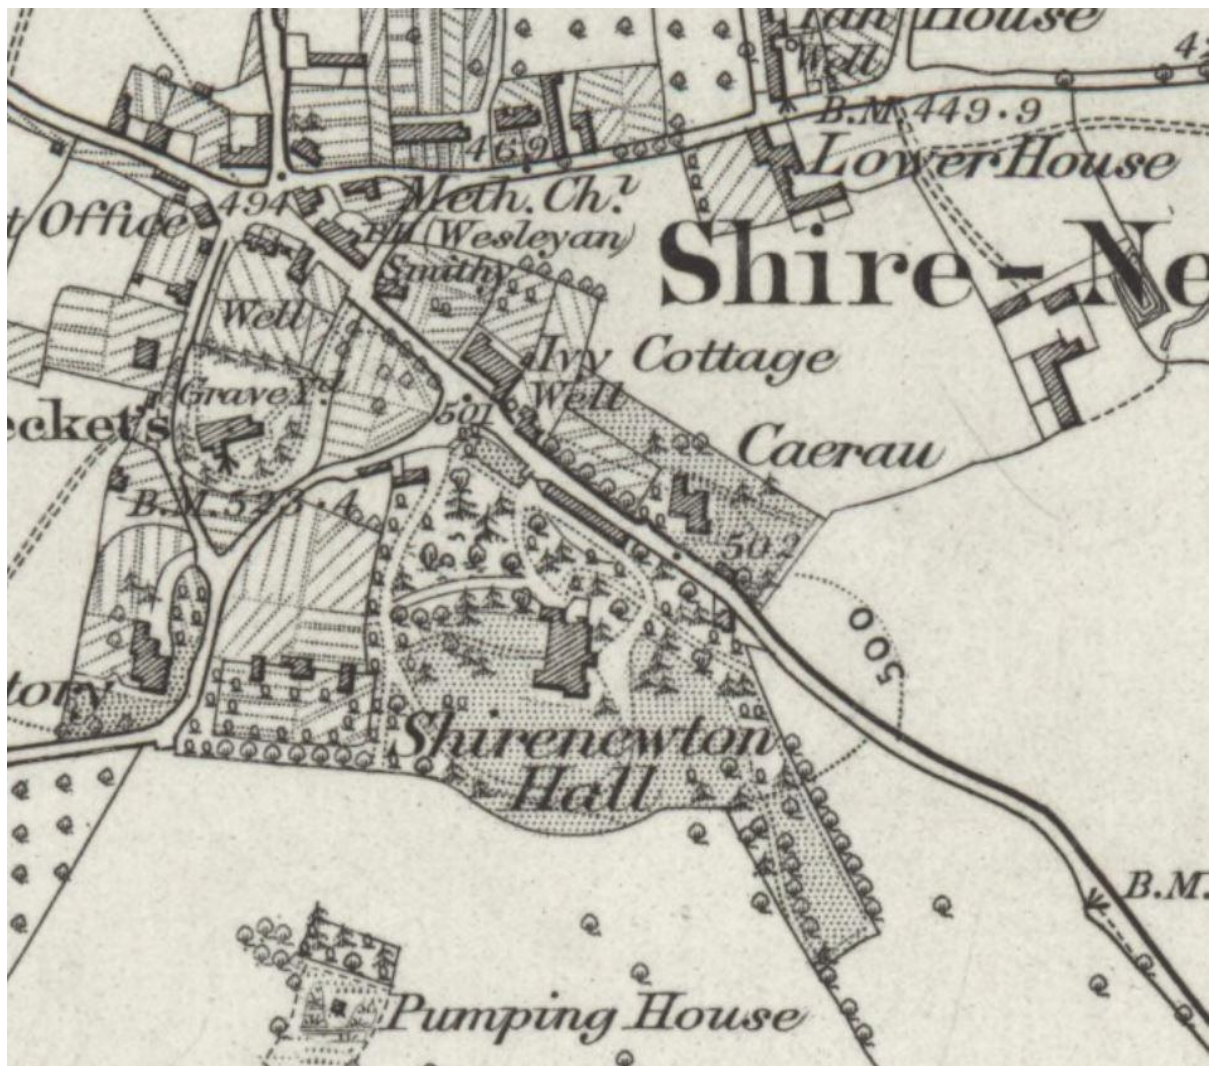 House
Well
B.M.449.9
469
Lower House
Meth. Ch.l
494
Office
P.H. (Wesleyan)
Smithy
Shire-Ne
Well
Ivy Cottage
Grave Yd.
Well
501
ecket's
Caerau
B.M.523.4
502
500
tory
Shirenewton
Hall
B.M.
Pumping House